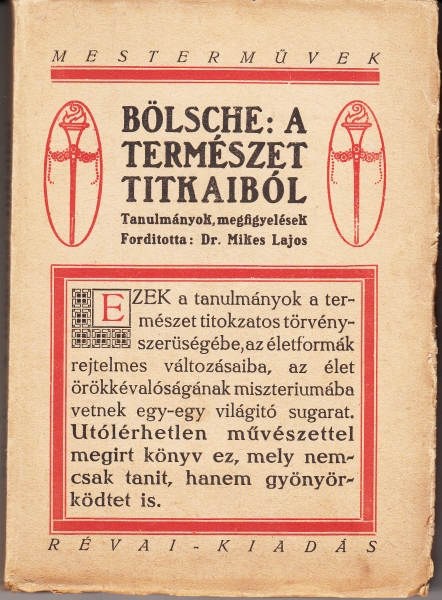 MESTERMŰVEK
BÖLSCHE: A
TERMÉSZET
TITKAIBÓL
Tanulmányok, megfigyelések
Forditotta: Dr. Mikes Lajos
EZEK a tanulmányok a ter-
mészet titokzatos törvény-
szerüségébe, az életformák
rejtelmes változásaiba, az élet
örökkévalóságának miszteriumába
vetnek egy-egy világitó sugarat.
Utólérhetlen művészettel
megirt könyv ez, mely nem-
csak tanit, hanem gyönyör-
ködtet is.
RÉVAI-KIADÁS